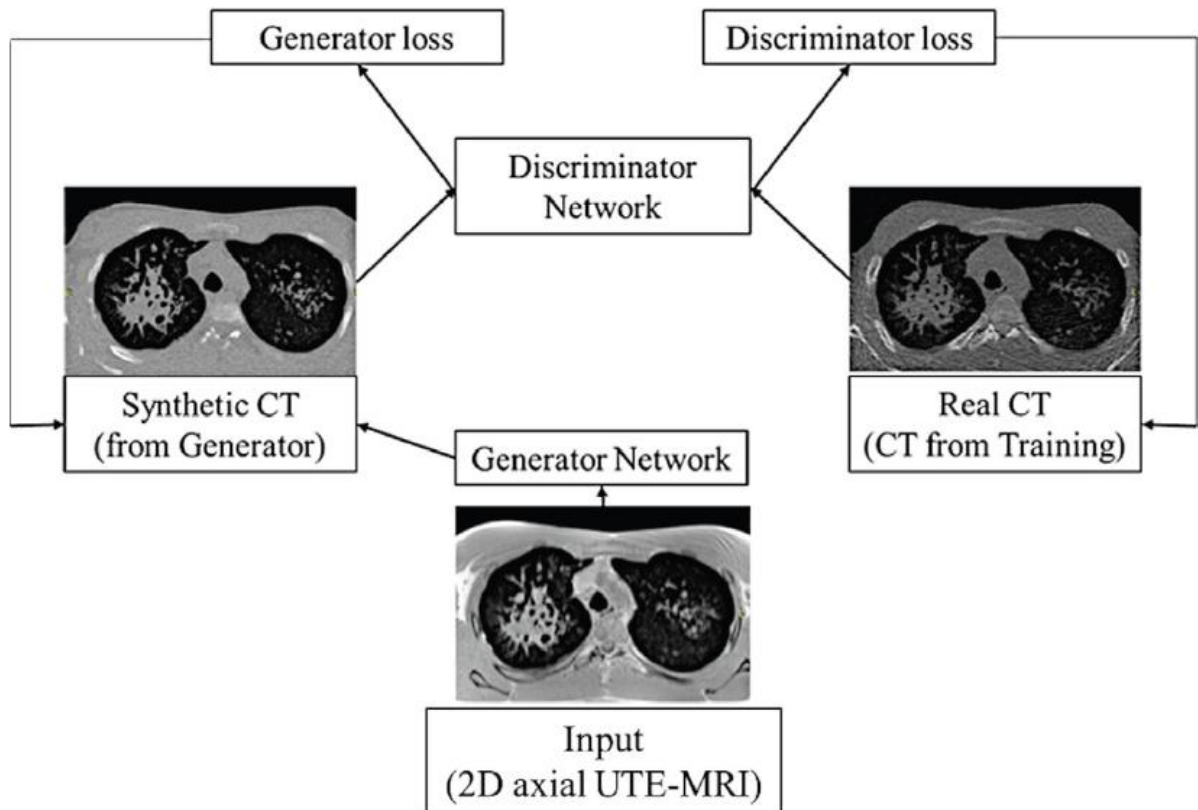 Generator loss
Discriminator loss
Discriminator
Network
Synthetic CT
(from Generator)
Real CT
(CT from Training)
Generator Network
Input
(2D axial UTE-MRI)